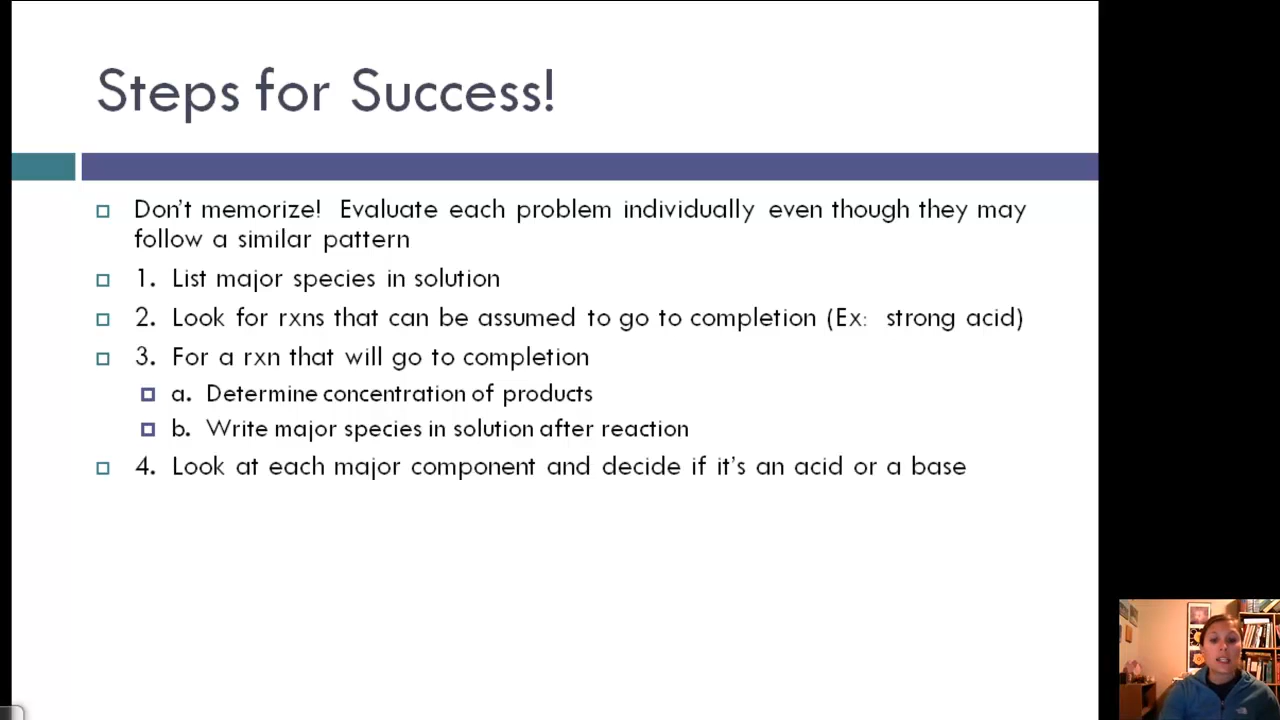 Steps for Success!
Don't memorize! Evaluate each problem individually even though they may
follow a similar pattern
1. List major species in solution
2. Look for rxns that can be assumed to go to completion (Ex: strong acid)
3. For a rxn that will go to completion
a. Determine concentration of products
b. Write major species in solution after reaction
4. Look at each major component and decide if it's an acid or a base